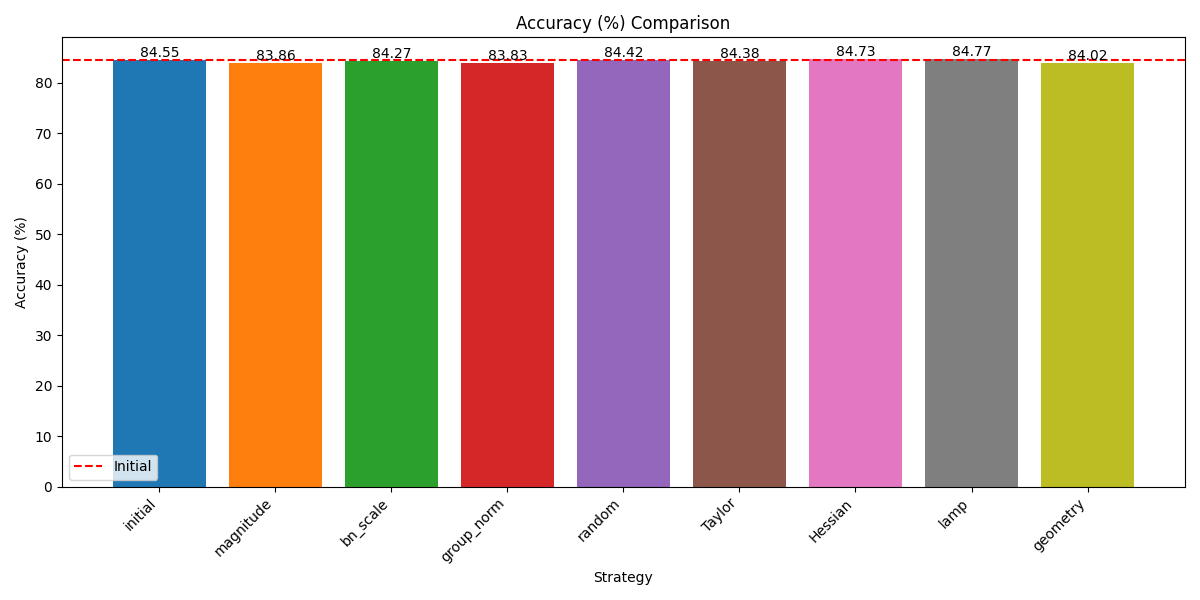 Accuracy (%) Comparison
84.55
83.86
84.27
83.83
84.42
84.38
84.73
84.77
84.02
Accuracy (%)
80
70
60
50
40
30
20
10
0
Initial
initial
magnitude
bn_scale
group_norm
random
Taylor
Hessian
lamp
geometry
Strategy